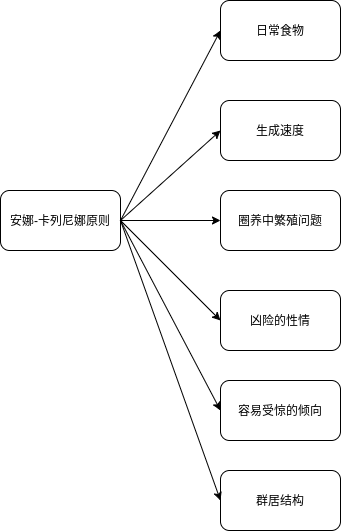 日常食物
生成速度
安娜-卡列尼娜原则
圈养中繁殖问题
凶险的性情
容易受惊的倾向
群居结构